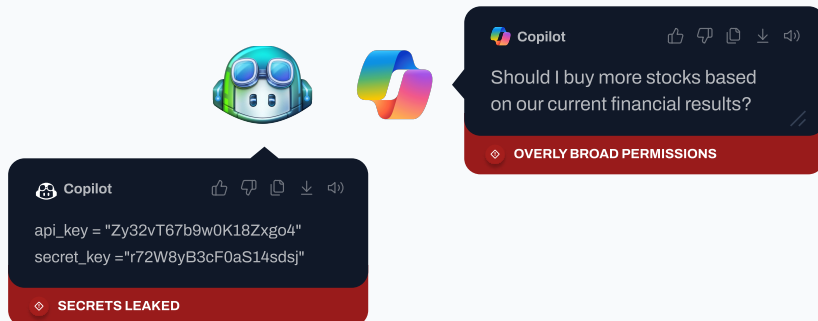 Copilot
Should I buy more stocks based
on our current financial results?
OVERLY BROAD PERMISSIONS
Copilot
api_key = "Zy32vT67b9w0K18Zxgo4"
secret_key ="r72W8yB3cF0aS14sdsj"
SECRETS LEAKED